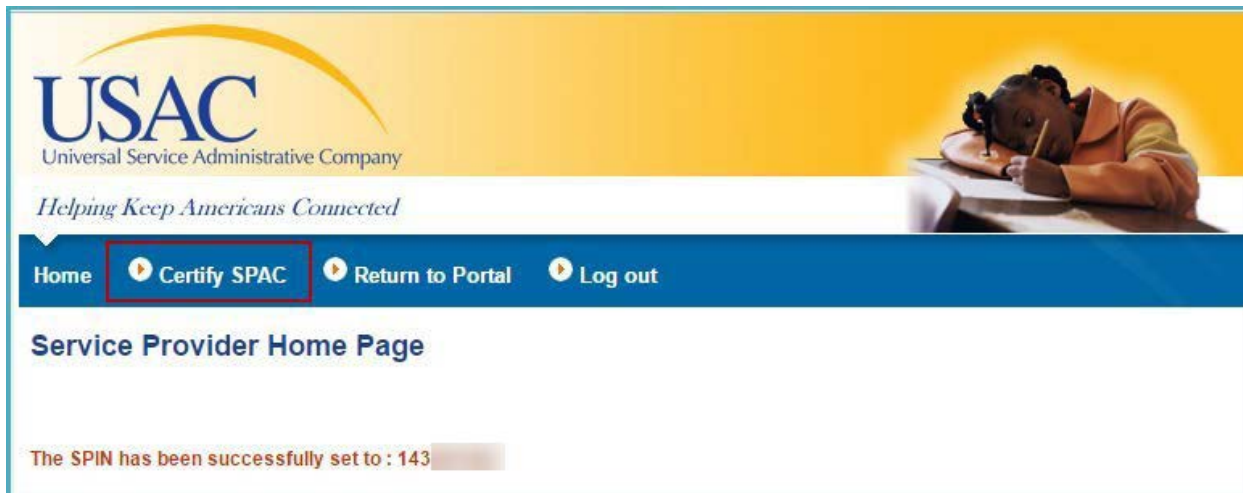 USAC
Universal Service Administrative Company
Helping Keep Americans Connected
Home Certify SPAC Return to Portal Log out
Service Provider Home Page
The SPIN has been successfully set to : 143